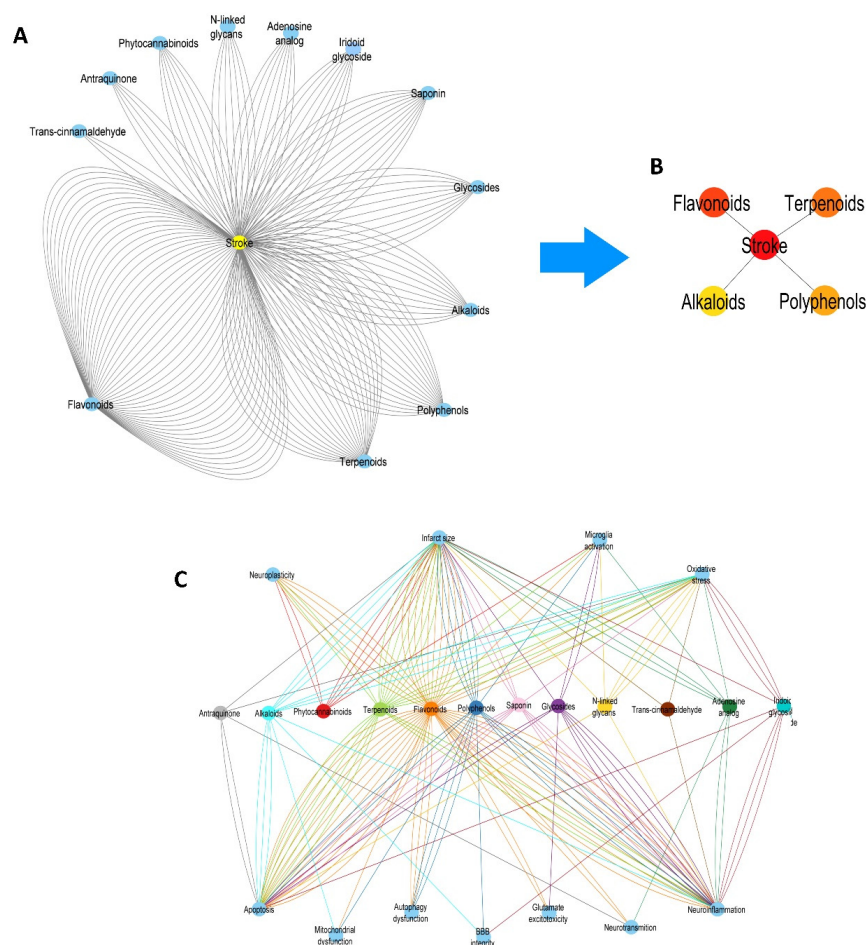 A
N-linked
glycans
Adenosine
analog
Iridoid
glycoside
Phytocannabinoids
Antraquinone
Saponin
Trans-cinnamaldehyde
Glycosides
Stroke
Alkaloids
Flavonoids
Polyphenols
Terpenoids
B
Flavonoids
Terpenoids
Stroke
Alkaloids
Polyphenols
C
Infarct size
Microglia
activation
Neuroplasticity
Oxidative
stress
Antraquinone
Alkaloids
Phytocannabinoids
Terpenoids
Flavonoids
Polyphenols
Saponin
Glycosides
N-linked
glycans
Trans-cinnamaldehyde
Adenosine
analog
Apoptosis
Mitochondrial
dysfunction
Autophagy
dysfunction
BBB
integrity
Glutamate
excitotoxicity
Neurotransmition
Neuroinflammation